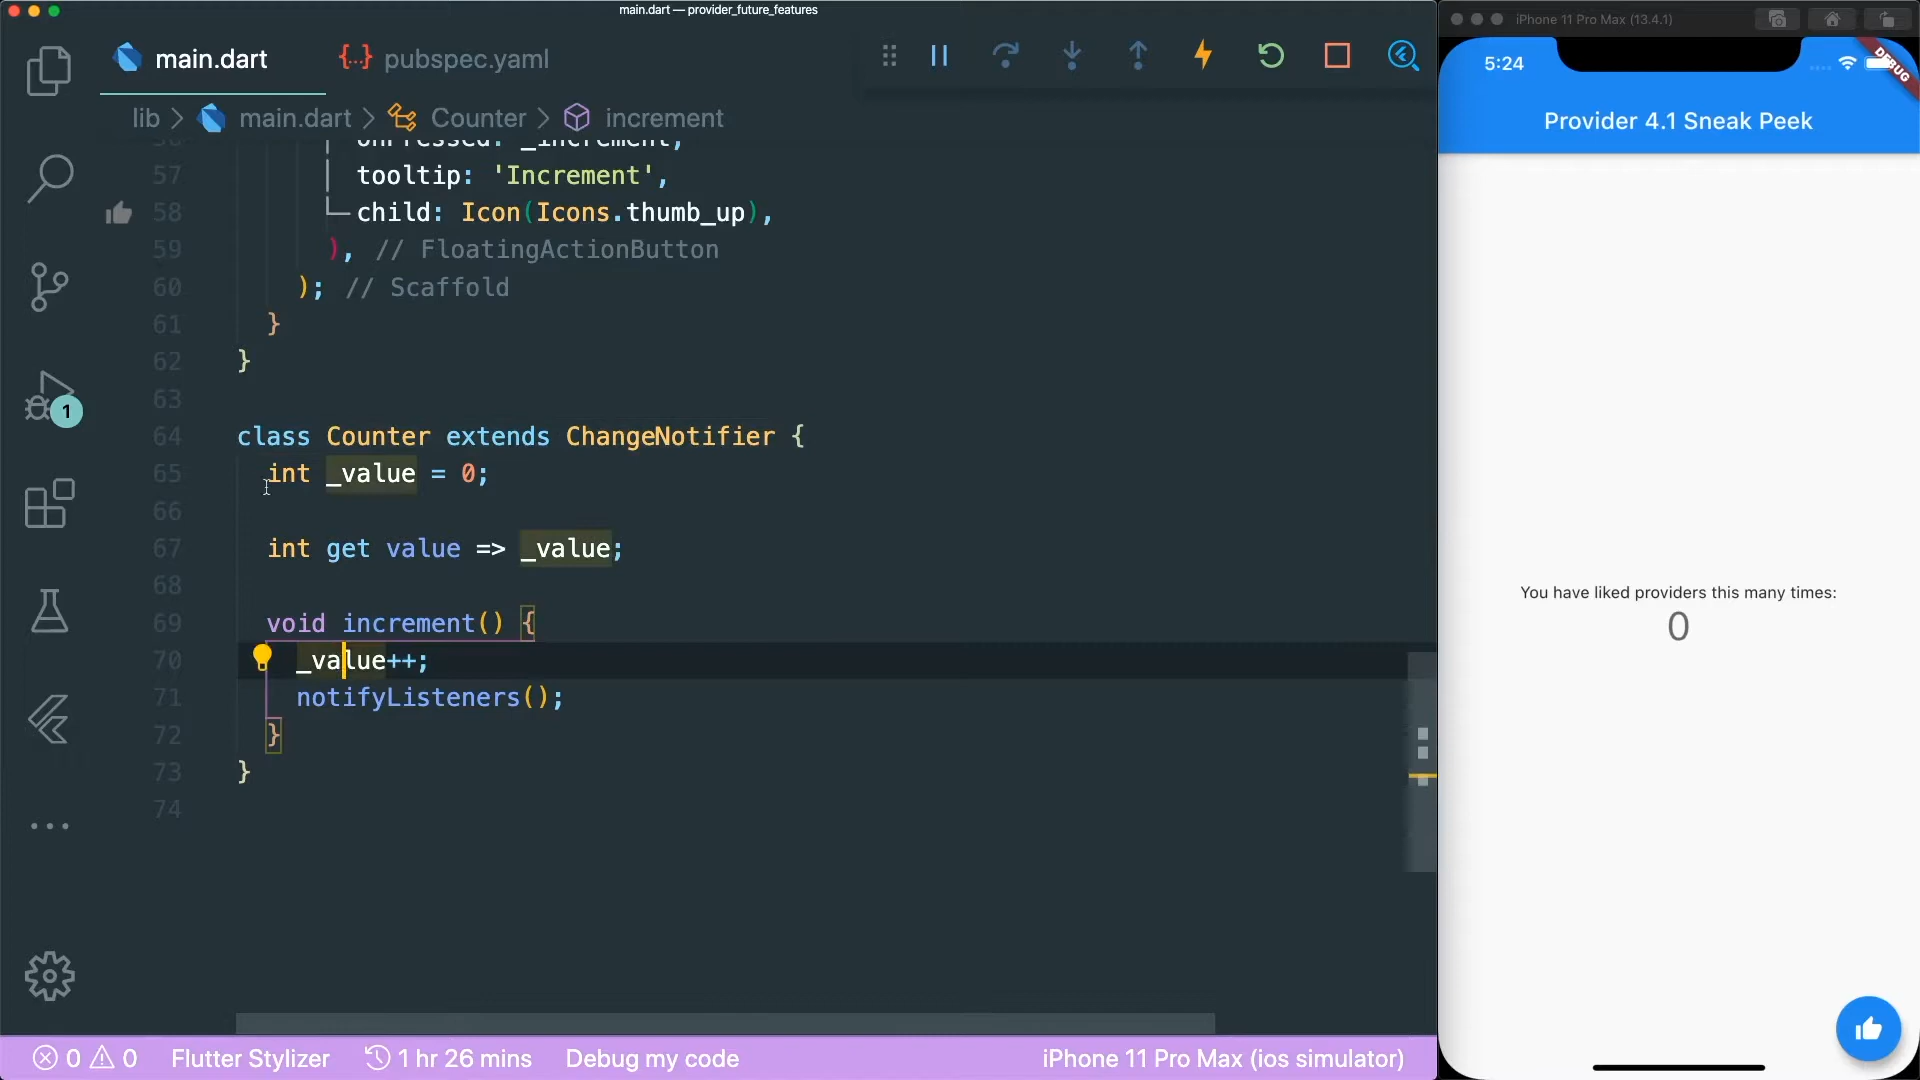 main.dart — provider_future_features
main.dart
{..} pubspec.yaml
lib > main.dart > Counter > increment
56 onPressed: _increment,
57 tooltip: 'Increment',
58 child: Icon(Icons.thumb_up),
59 ), // FloatingActionButton
60 ); // Scaffold
61 }
62 }
63
64 class Counter extends ChangeNotifier {
65 int _value = 0;
66
67 int get value => _value;
68
69 void increment() {
70 _value++;
71 notifyListeners();
72 }
73 }
74
1
0 0 Flutter Stylizer 1 hr 26 mins Debug my code iPhone 11 Pro Max (ios simulator)
iPhone 11 Pro Max (13.4.1)
5:24
DEBUG
Provider 4.1 Sneak Peek
You have liked providers this many times:
0